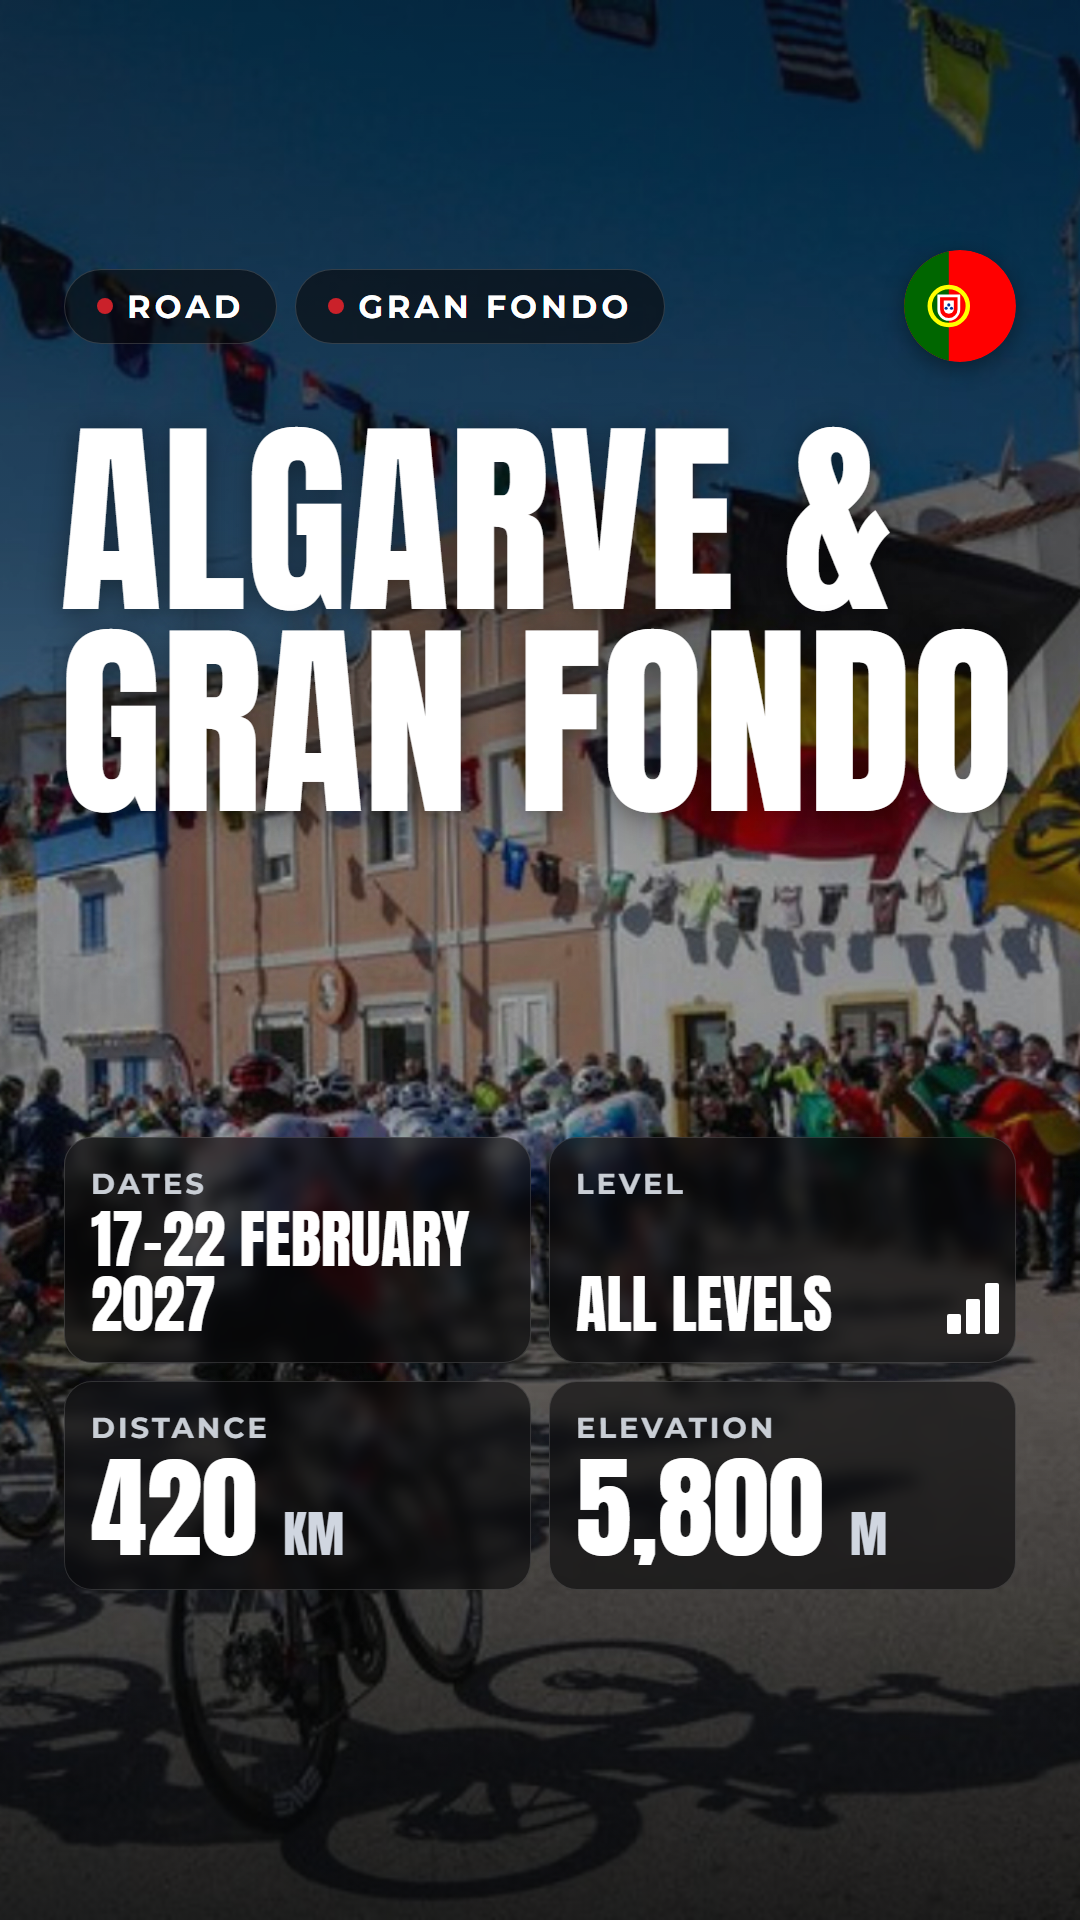 ROAD
GRAN FONDO
ALGARVE &
GRAN FONDO
DATES
17-22 FEBRUARY
2027
LEVEL
ALL LEVELS
DISTANCE
420 KM
ELEVATION
5,800 M